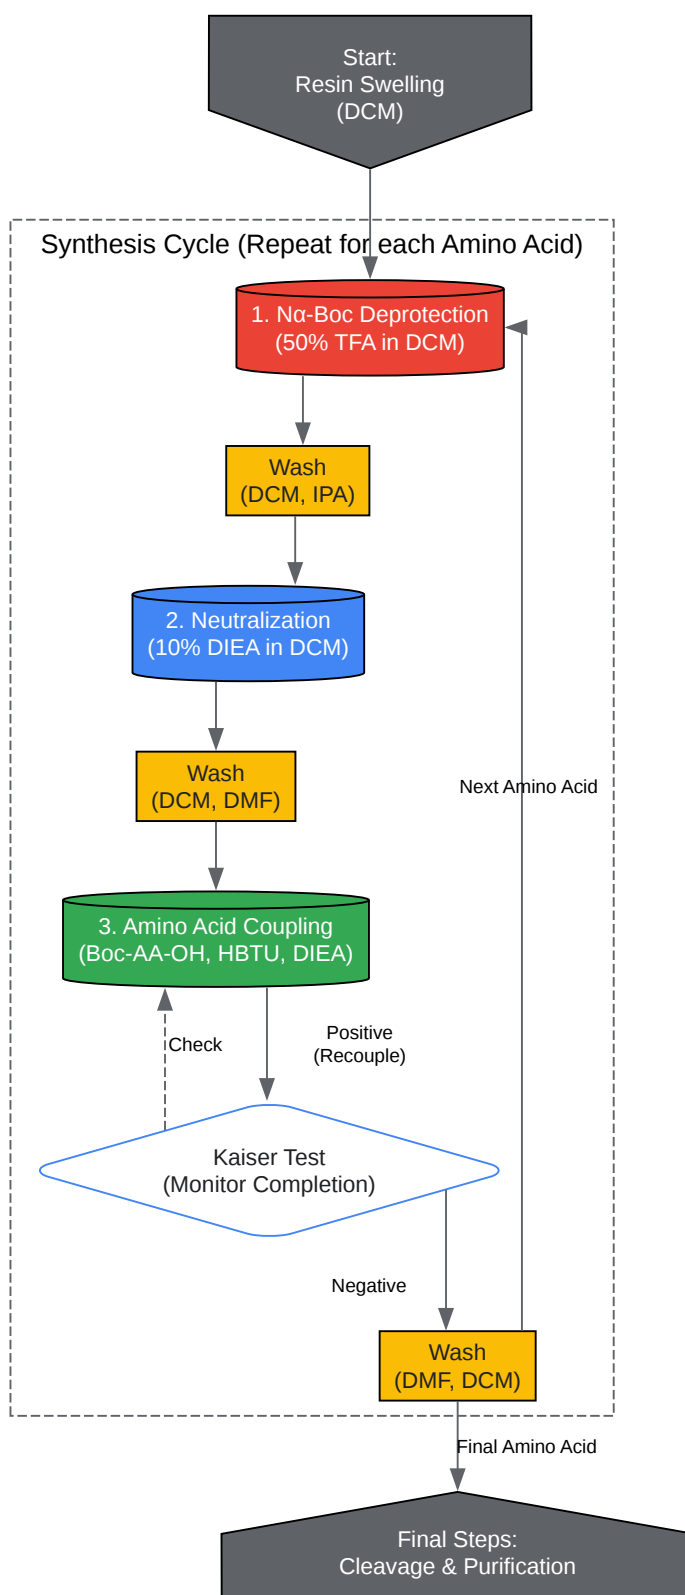 Start:
Resin Swelling
(DCM)
Synthesis Cycle (Repeat for each Amino Acid)
1. Nα-Boc Deprotection
(50% TFA in DCM)
Wash
(DCM, IPA)
2. Neutralization
(10% DIEA in DCM)
Wash
(DCM, DMF)
Next Amino Acid
3. Amino Acid Coupling
(Boc-AA-OH, HBTU, DIEA)
Check
Positive
(Recouple)
Kaiser Test
(Monitor Completion)
Negative
Wash
(DMF, DCM)
Final Amino Acid
Final Steps:
Cleavage & Purification